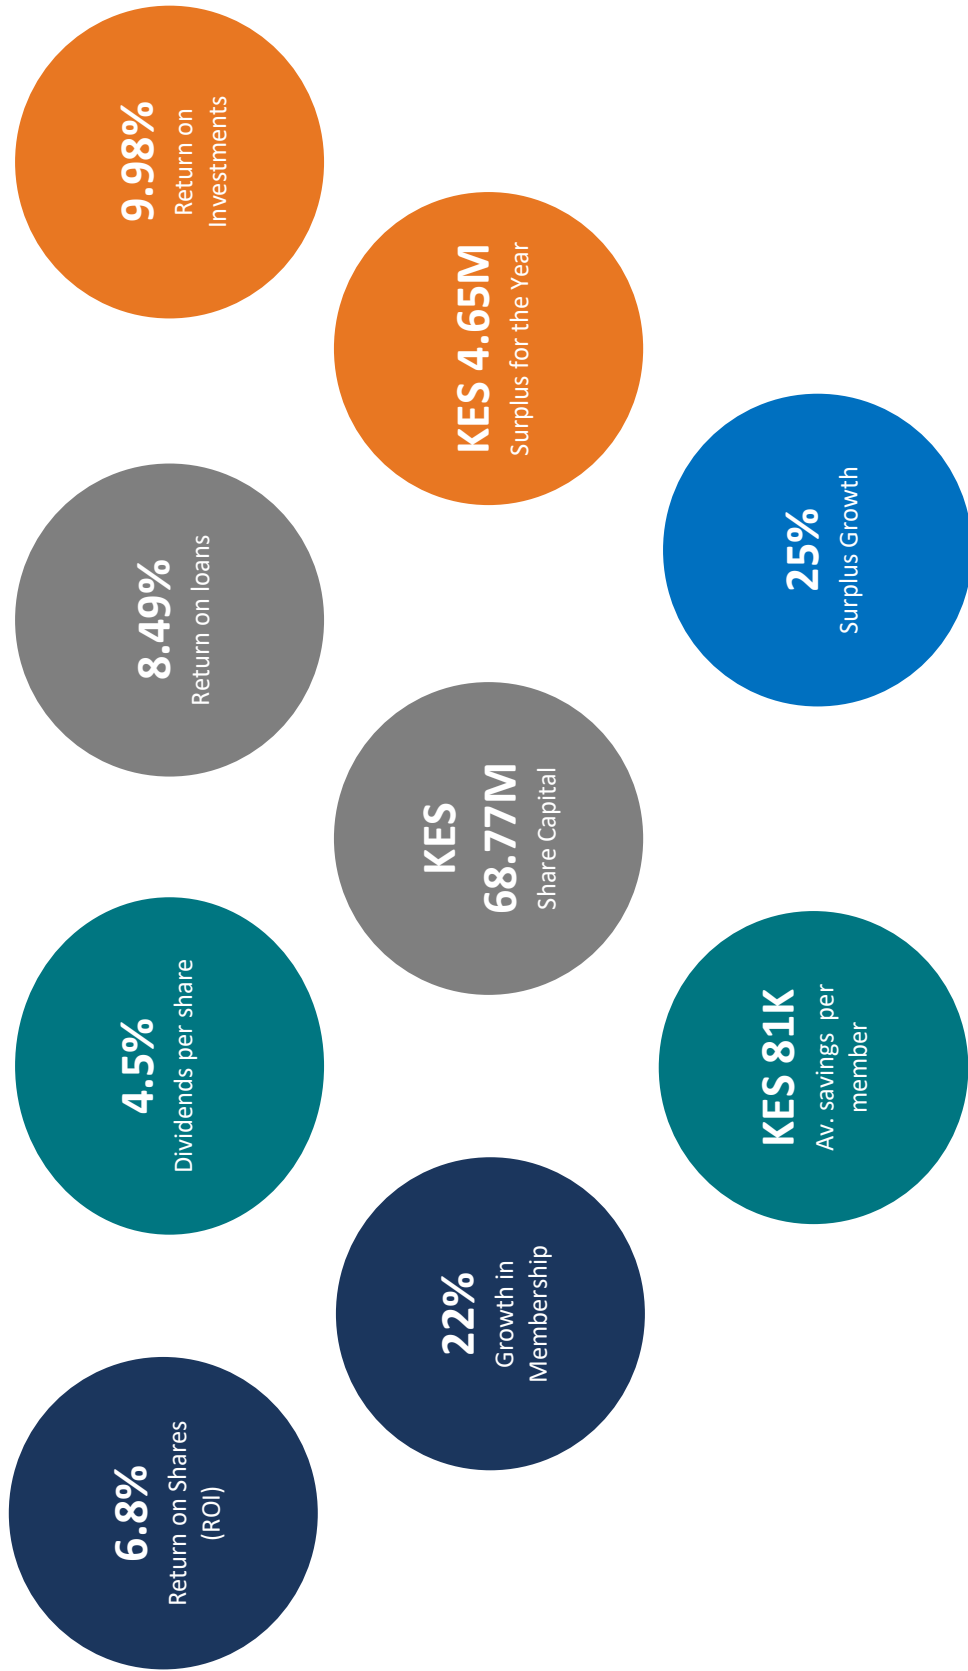 6.8%
Return on Shares
(ROI)
4.5%
Dividends per share
8.49%
Return on loans
9.98%
Return on
Investments
22%
Growth in
Membership
KES
68.77M
Share Capital
KES 4.65M
Surplus for the Year
KES 81K
Av. savings per
member
25%
Surplus Growth